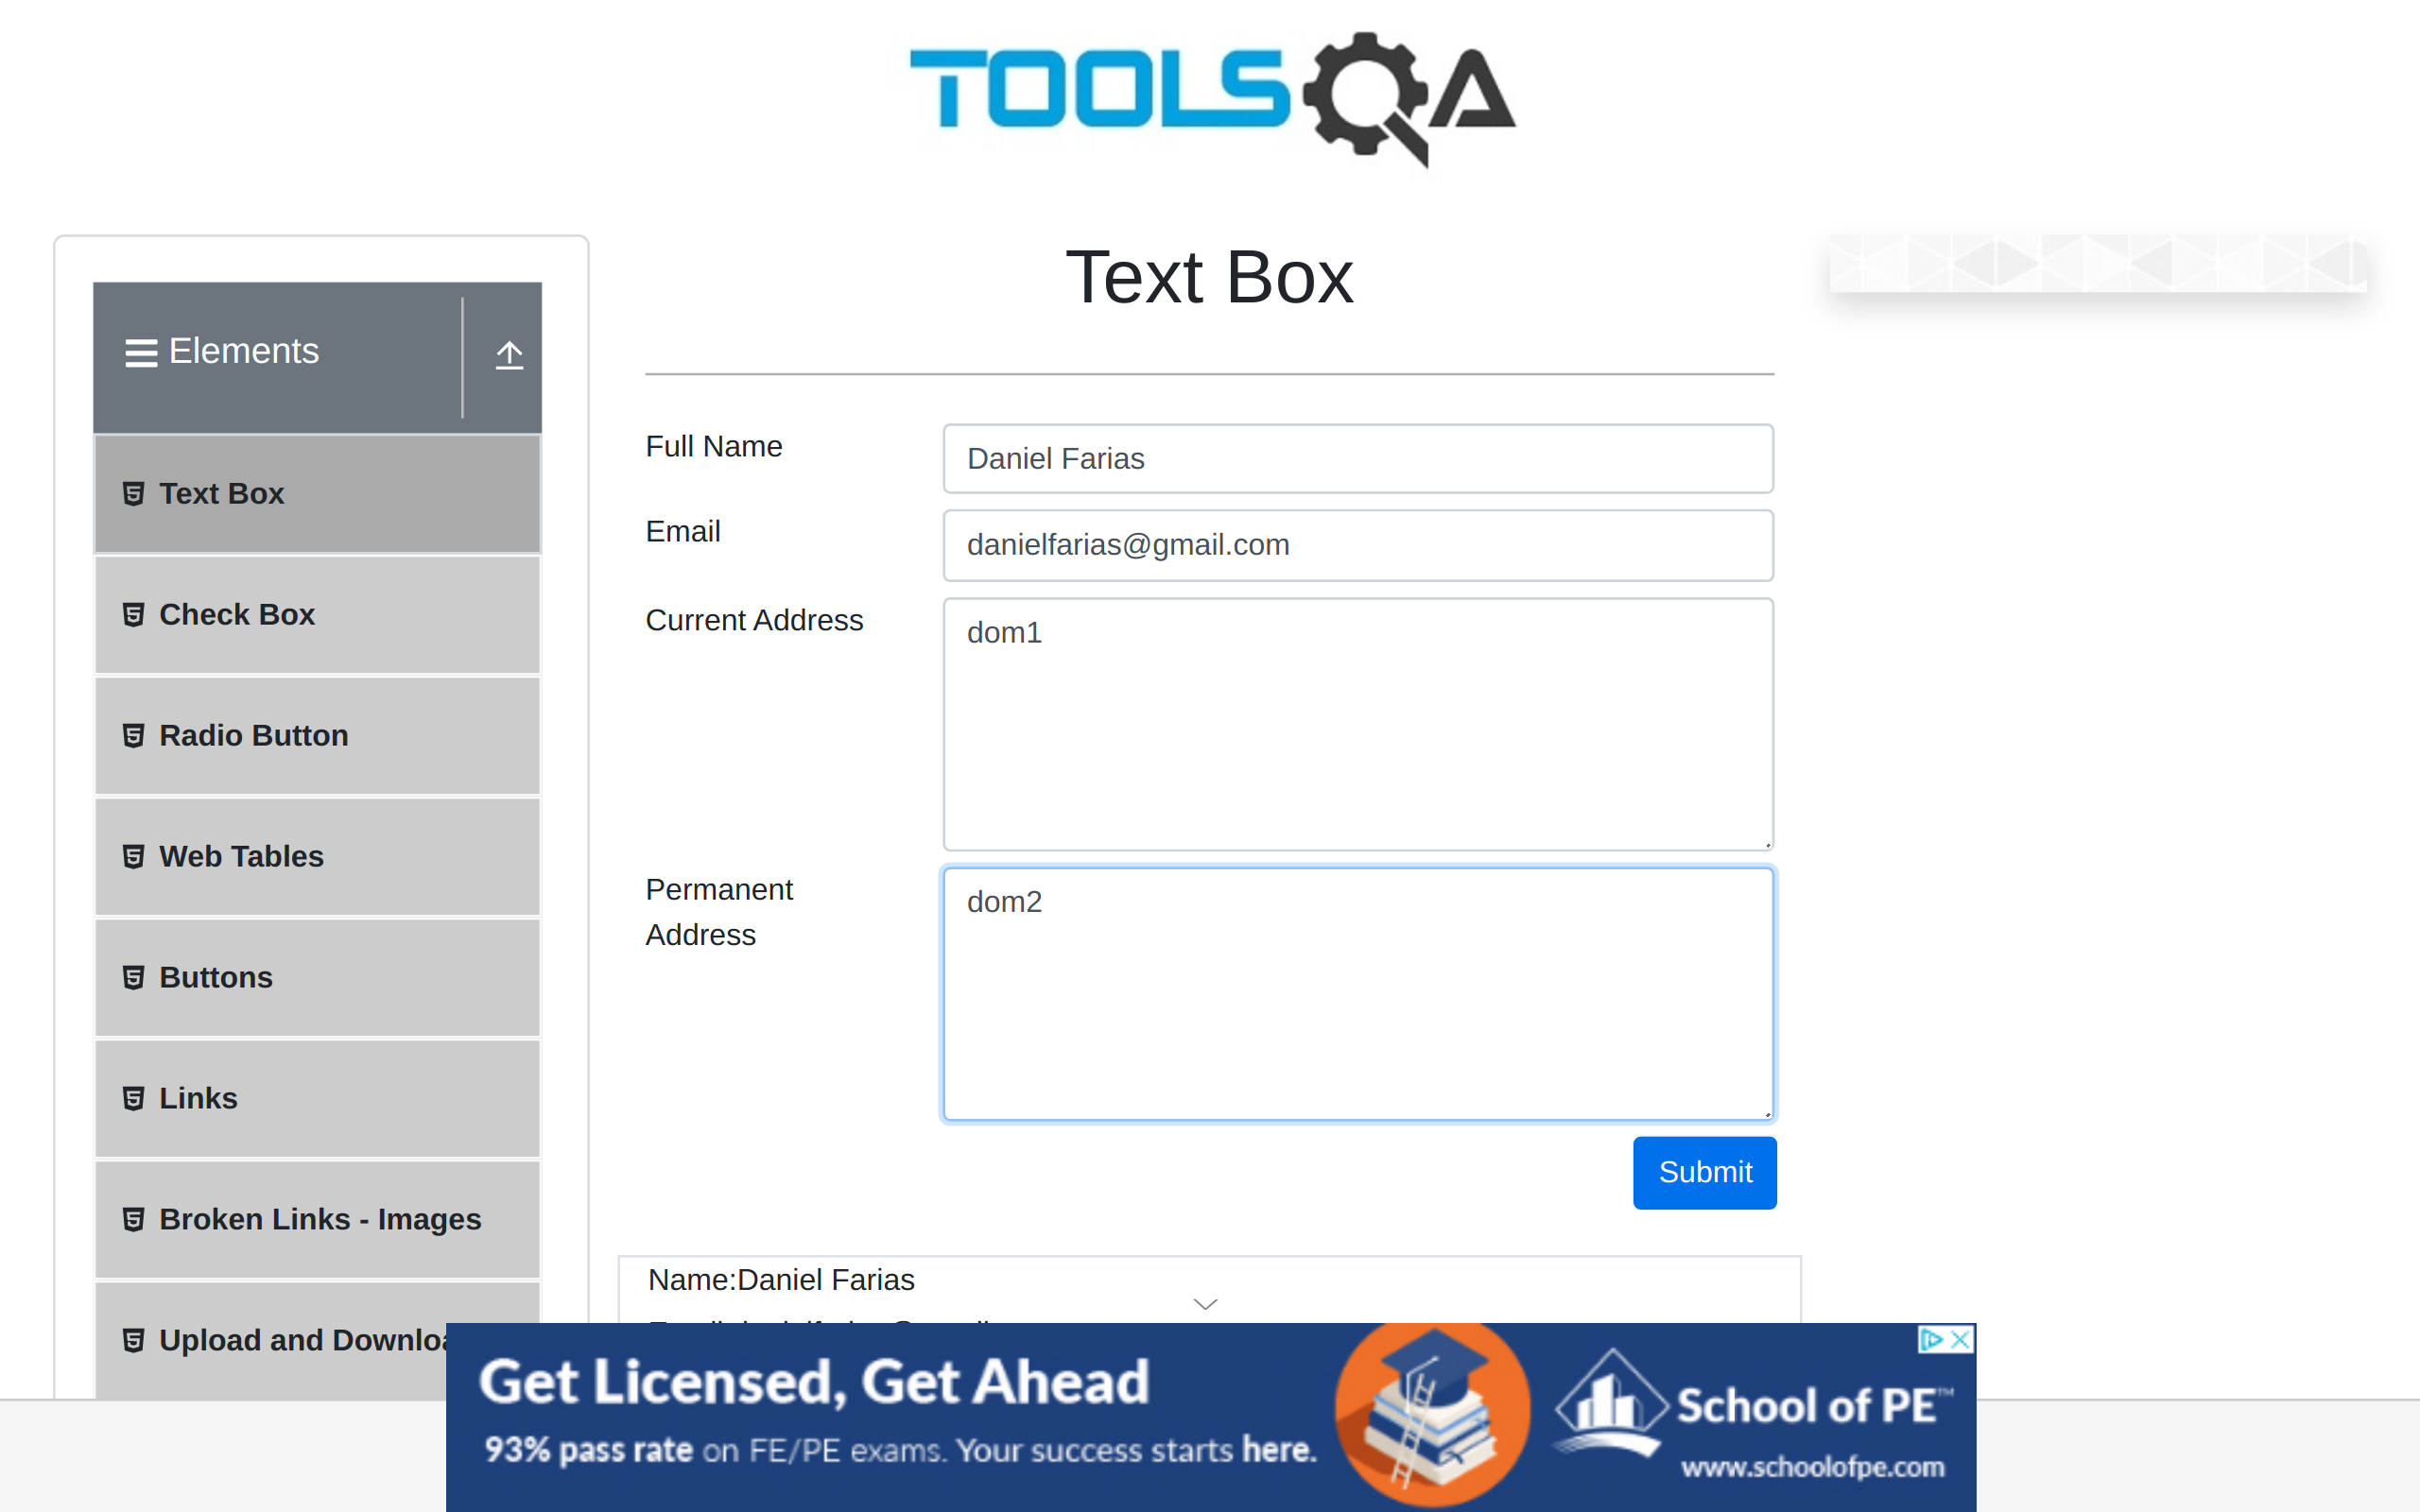 TOOLSQA
Text Box
Elements
Text Box
Check Box
Radio Button
Web Tables
Buttons
Links
Broken Links - Images
Upload and Downloa
Full Name
Daniel Farias
Email
danielfarias@gmail.com
Current Address
dom1
Permanent
Address
dom2
Submit
Name:Daniel Farias
Get Licensed, Get Ahead
93% pass rate on FE/PE exams. Your success starts here.
School of PE™
www.schoolofpe.com